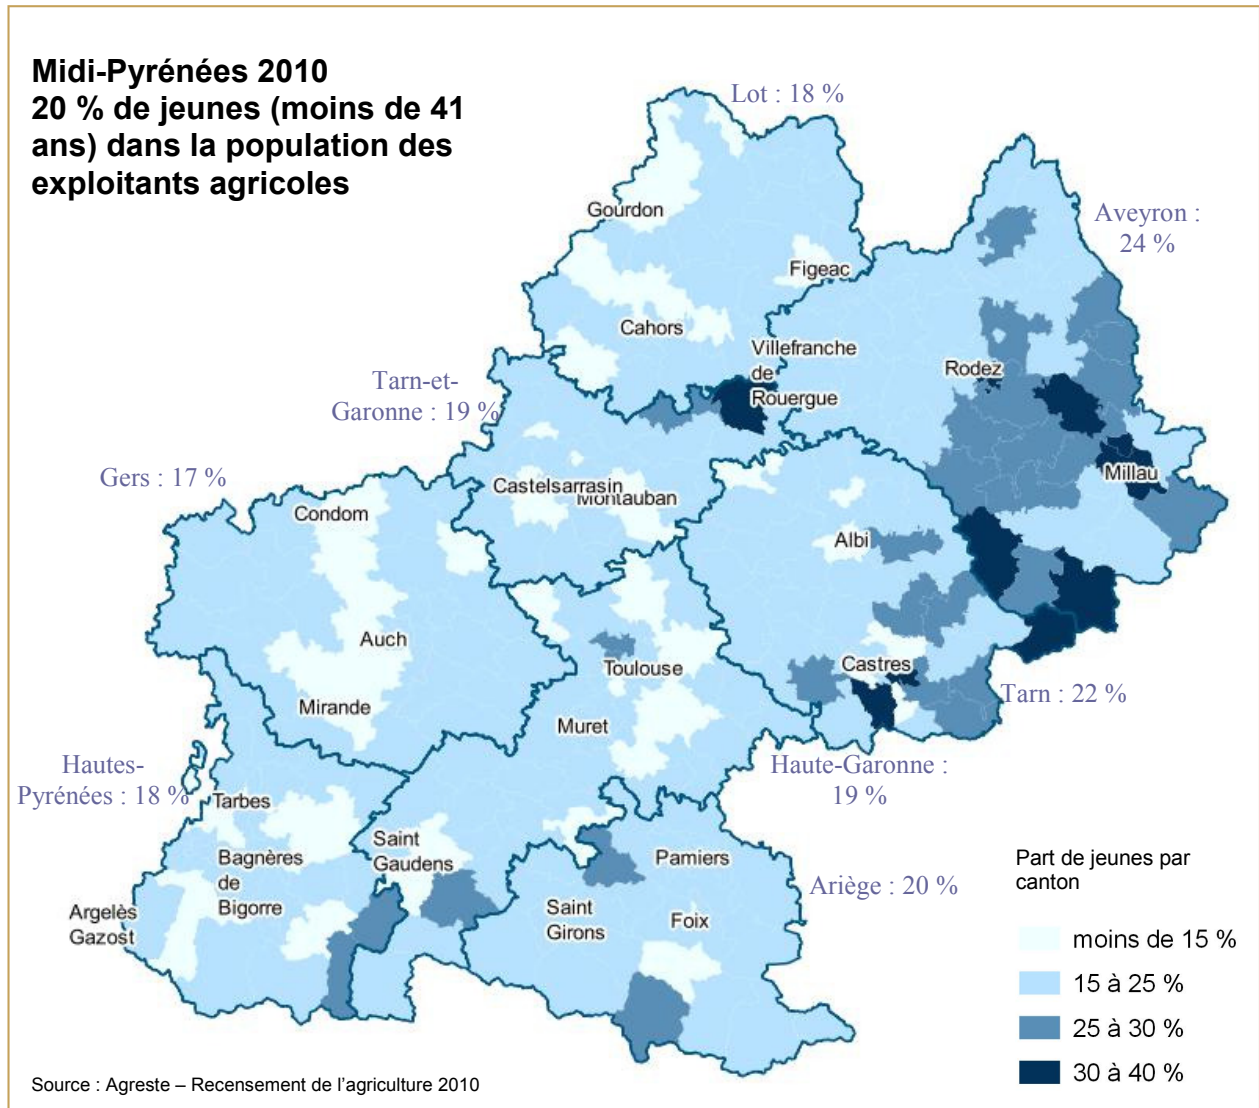 Midi-Pyrénées 2010
20 % de jeunes (moins de 41
ans) dans la population des
exploitants agricoles
Lot : 18 %
Gourdon
Aveyron :
24 %
Figeac
Cahors
Villefranche
de
Rouergue
Rodez
Tarn-et-
Garonne : 19 %
Gers : 17 %
Castelsarrasin
Montauban
Millau
Condom
Albi
Auch
Toulouse
Castres
Mirande
Tarn : 22 %
Muret
Hautes-
Pyrénées : 18 %
Haute-Garonne :
19 %
Tarbes
Saint
Gaudens
Bagnères
de
Bigorre
Pamiers
Ariège : 20 %
Argelès
Gazost
Saint
Girons
Foix
Part de jeunes par
canton
moins de 15 %
15 à 25 %
25 à 30 %
30 à 40 %
Source : Agreste – Recensement de l'agriculture 2010